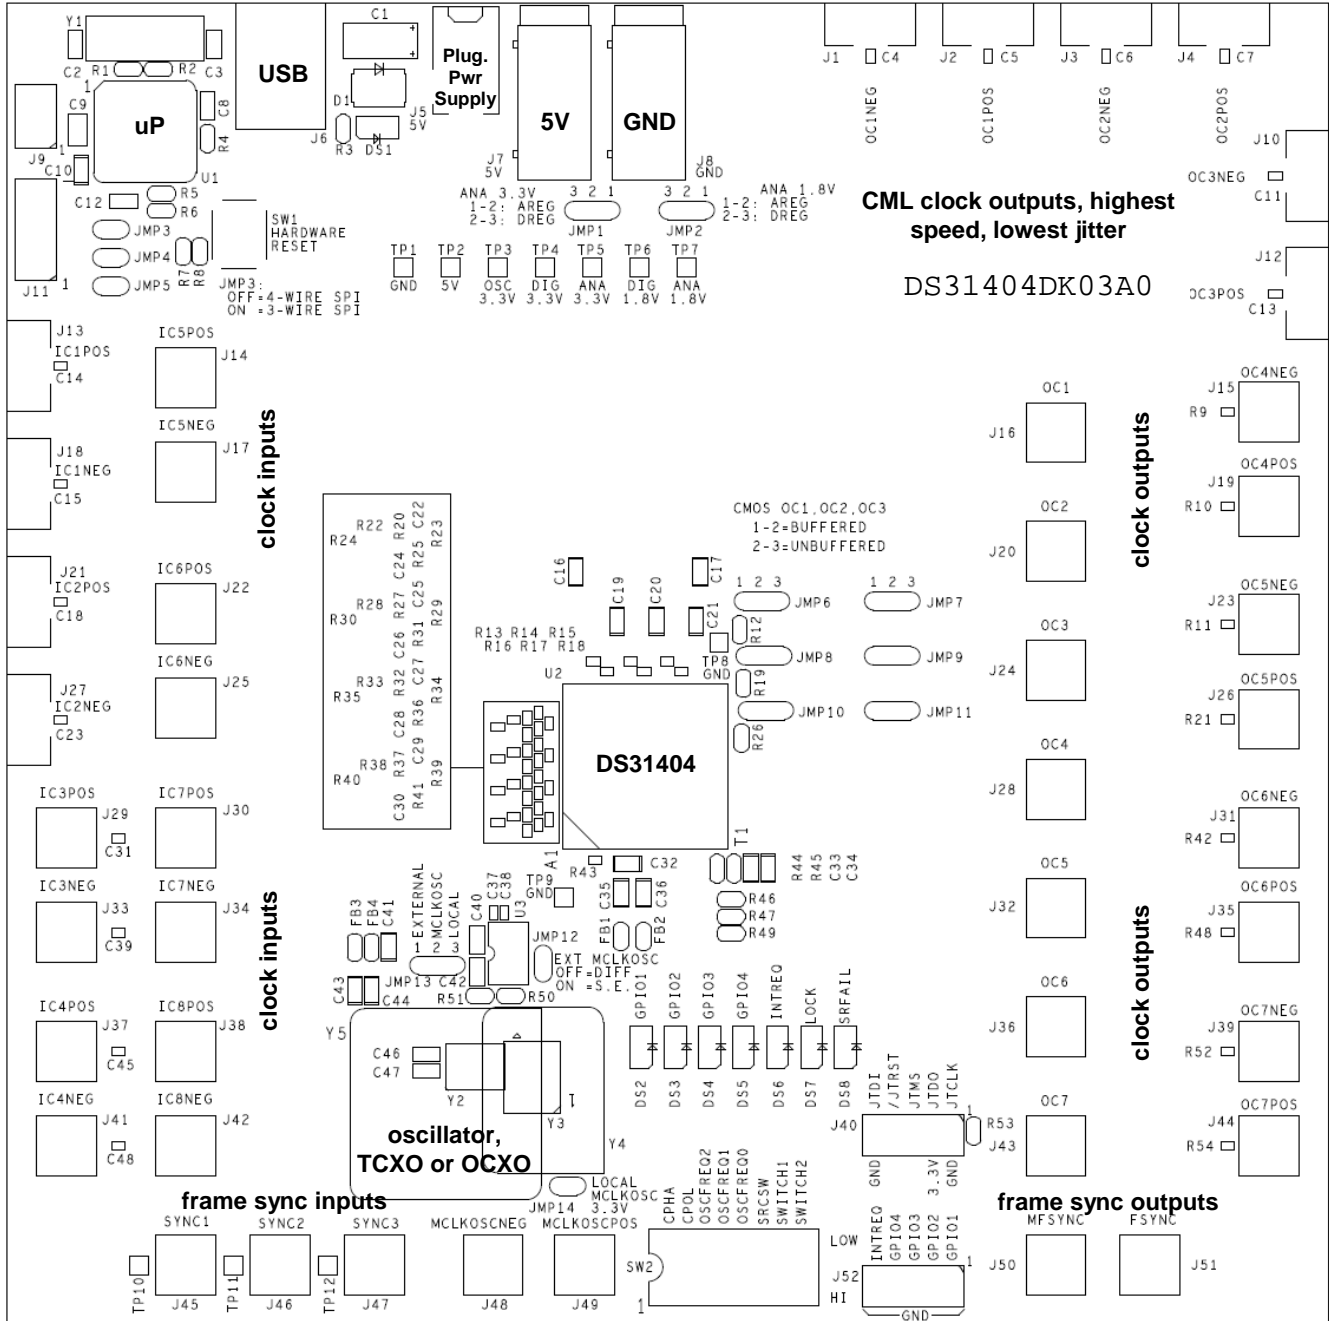 Y1
C1
C2
R1
R2
C3
USB
Plug.
Pwr
Supply
5V
GND
J1
C4
J2
C5
J3
C6
J4
C7
OC1NEG
OC1POS
OC2NEG
OC2POS
1
C9
uP
C8
R4
D1
J6
R3
DS1
J5
5V
J9
1
C10
U1
J7
5V
J8
GND
J10
OC3NEG
C11
C12
R5
R6
ANA 3.3V
1-2: AREG
2-3: DREG
3 2 1
JMP1
3 2 1
JMP2
ANA 1.8V
1-2: AREG
2-3: DREG
CML clock outputs, highest
speed, lowest jitter
JMP3
JMP4
JMP5
R7
R8
SW1
HARDWARE
RESET
J11
1
JMP3:
OFF=4-WIRE SPI
ON =3-WIRE SPI
TP1
GND
TP2
5V
TP3
OSC
3.3V
TP4
DIG
3.3V
TP5
ANA
3.3V
TP6
DIG
1.8V
TP7
ANA
1.8V
DS31404DK03A0
J12
OC3POS
C13
J13
IC1POS
C14
IC5POS
J14
IC5NEG
J17
J18
IC1NEG
C15
clock inputs
OC1
J16
clock outputs
OC4NEG
J15
R9
OC4POS
J19
R10
R24
R22
R20
C22
R23
C24
R25
R30
R28
R27
C25
R29
C26
R31
R35
R33
R32
C27
R34
C28
R36
R40
R38
R37
C29
R39
C30
R41
CMOS OC1,OC2,OC3
1-2=BUFFERED
2-3=UNBUFFERED
OC2
J20
J21
IC2POS
C18
IC6POS
J22
IC6NEG
J25
J27
IC2NEG
C23
C16
C19
C20
C17
C21
R13 R14 R15
R16 R17 R18
U2
TP8
GND
1 2 3
JMP6
1 2 3
JMP7
R12
JMP8
JMP9
R19
JMP10
JMP11
R26
OC3
J24
OC5NEG
J23
R11
OC5POS
J26
R21
DS31404
OC4
J28
IC3POS
J29
C31
IC7POS
J30
IC3NEG
J33
C39
IC7NEG
J34
clock inputs
OC6NEG
J31
R42
OC5
J32
OC6POS
J35
R48
clock outputs
A1
R43
C32
T1
R44
R45
C33
C34
TP9
GND
C35
C36
R46
R47
R49
FB1
FB2
FB3
FB4
C41
EXTERNAL
MCLKOSC
LOCAL
1 2 3
JMP13
C40
C37
C38
U3
C42
JMP12
EXT MCLKOSC
OFF=DIFF
ON =S.E.
C43
C44
R51
R50
IC4POS
J37
C45
IC8POS
J38
IC4NEG
J41
C48
IC8NEG
J42
Y5
C46
C47
Y2
Y3
1
Y4
oscillator,
TCXO or OCXO
GPIO1
GPIO2
GPIO3
GPIO4
INTREQ
LOCK
SRFAIL
DS2
DS3
DS4
DS5
DS6
DS7
DS8
OC6
J36
OC7NEG
J39
R52
JTDI
/JTRST
JTMS
JTDO
JTCLK
J40
1
R53
GND
3.3V
GND
OC7
J43
OC7POS
J44
R54
frame sync inputs
LOCAL
MCLKOSC
3.3V
JMP14
frame sync outputs
SYNC1
SYNC2
SYNC3
MCLKOSCNEG
MCLKOSCPOS
TP10
J45
TP11
J46
TP12
J47
J48
J49
CPHA
CPOL
OSCFREQ2
OSCFREQ1
OSCFREQ0
SRCSW
SWITCH1
SWITCH2
SW2
1
LOW
HI
INTREQ
GPIO4
GPIO3
GPIO2
GPIO1
J52
1
GND
MFSYNC
J50
FSYNC
J51